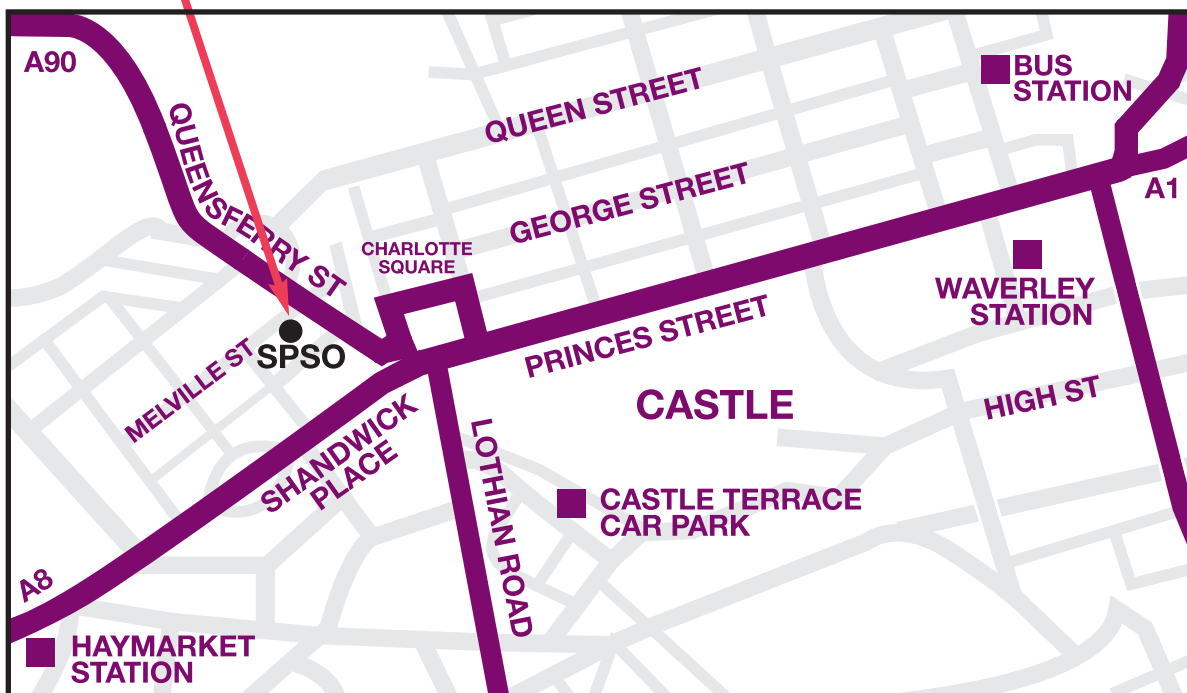 A90
BUS
STATION
QUEEN STREET
QUEENSFERRY ST
GEORGE STREET
A1
CHARLOTTE
SQUARE
WAVERLEY
STATION
PRINCES STREET
MELVILLE ST
SPSO
CASTLE
HIGH ST
SHANDWICK
PLACE
LOTHIAN ROAD
CASTLE TERRACE
CAR PARK
A8
HAYMARKET
STATION